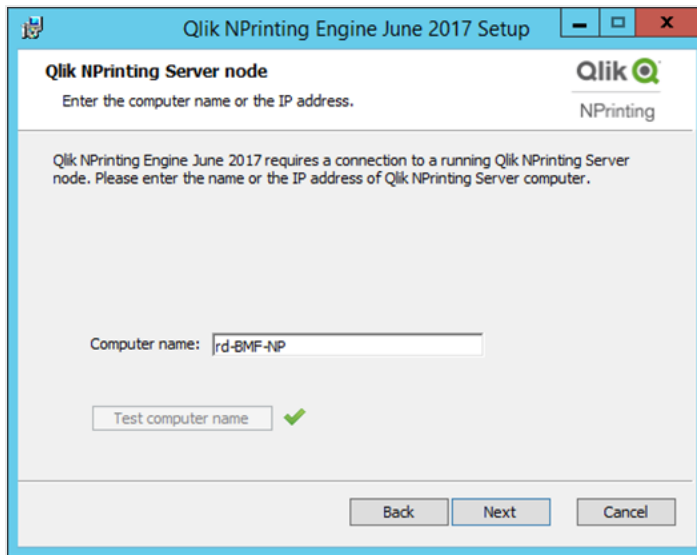 Qlik NPrinting Engine June 2017 Setup
Qlik NPrinting Server node
Enter the computer name or the IP address.
Qlik
NPrinting
Qlik NPrinting Engine June 2017 requires a connection to a running Qlik NPrinting Server
node. Please enter the name or the IP address of Qlik NPrinting Server computer.
Computer name: rd-BMF-NP
Test computer name
Back Next Cancel